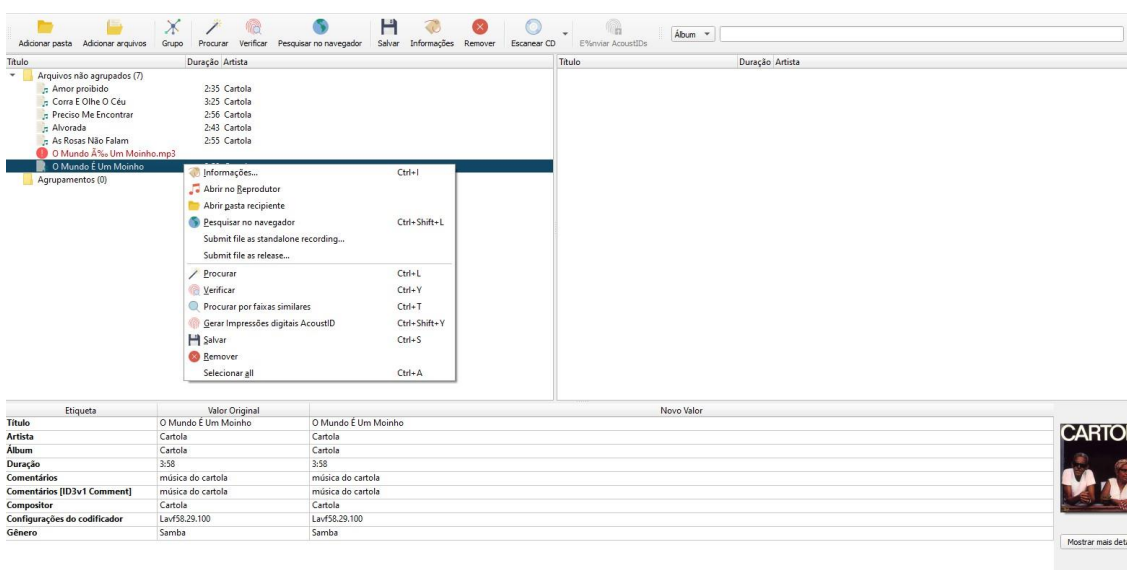 Adicionar pasta Adicionar arquivos Grupo Procurar Verificar Pesquisar no navegador Salvar Informações Remover Escanear CD E%nviar AcoustIDs Álbum
Título Duração Artista Título Duração Artista
Arquivos não agrupados (7)
Amor proibido 2:35 Cartola
Corra E Olhe O Céu 3:25 Cartola
Preciso Me Encontrar 2:56 Cartola
Alvorada 2:43 Cartola
As Rosas Não Falam 2:55 Cartola
O Mundo É Um Moinho.mp3
O Mundo É Um Moinho
Agrupamentos (0)
Informações... Ctrl+I
Abrir no Reprodutor
Abrir pasta recipiente
Pesquisar no navegador Ctrl+Shift+L
Submit file as standalone recording...
Submit file as release...
Procurar Ctrl+L
Verificar Ctrl+Y
Procurar por faixas similares Ctrl+T
Gerar Impressões digitais AcoustID Ctrl+Shift+Y
Salvar Ctrl+S
Remover
Selecionar all Ctrl+A
Etiqueta Valor Original Novo Valor
Título O Mundo É Um Moinho O Mundo É Um Moinho
Artista Cartola Cartola
Álbum Cartola Cartola
Duração 3:58 3:58
Comentários música do cartola música do cartola
Comentários [ID3v1 Comment] música do cartola música do cartola
Compositor Cartola Cartola
Configurações do codificador Lavf58.29.100 Lavf58.29.100
Gênero Samba Samba
CARTO
Mostrar mais deta